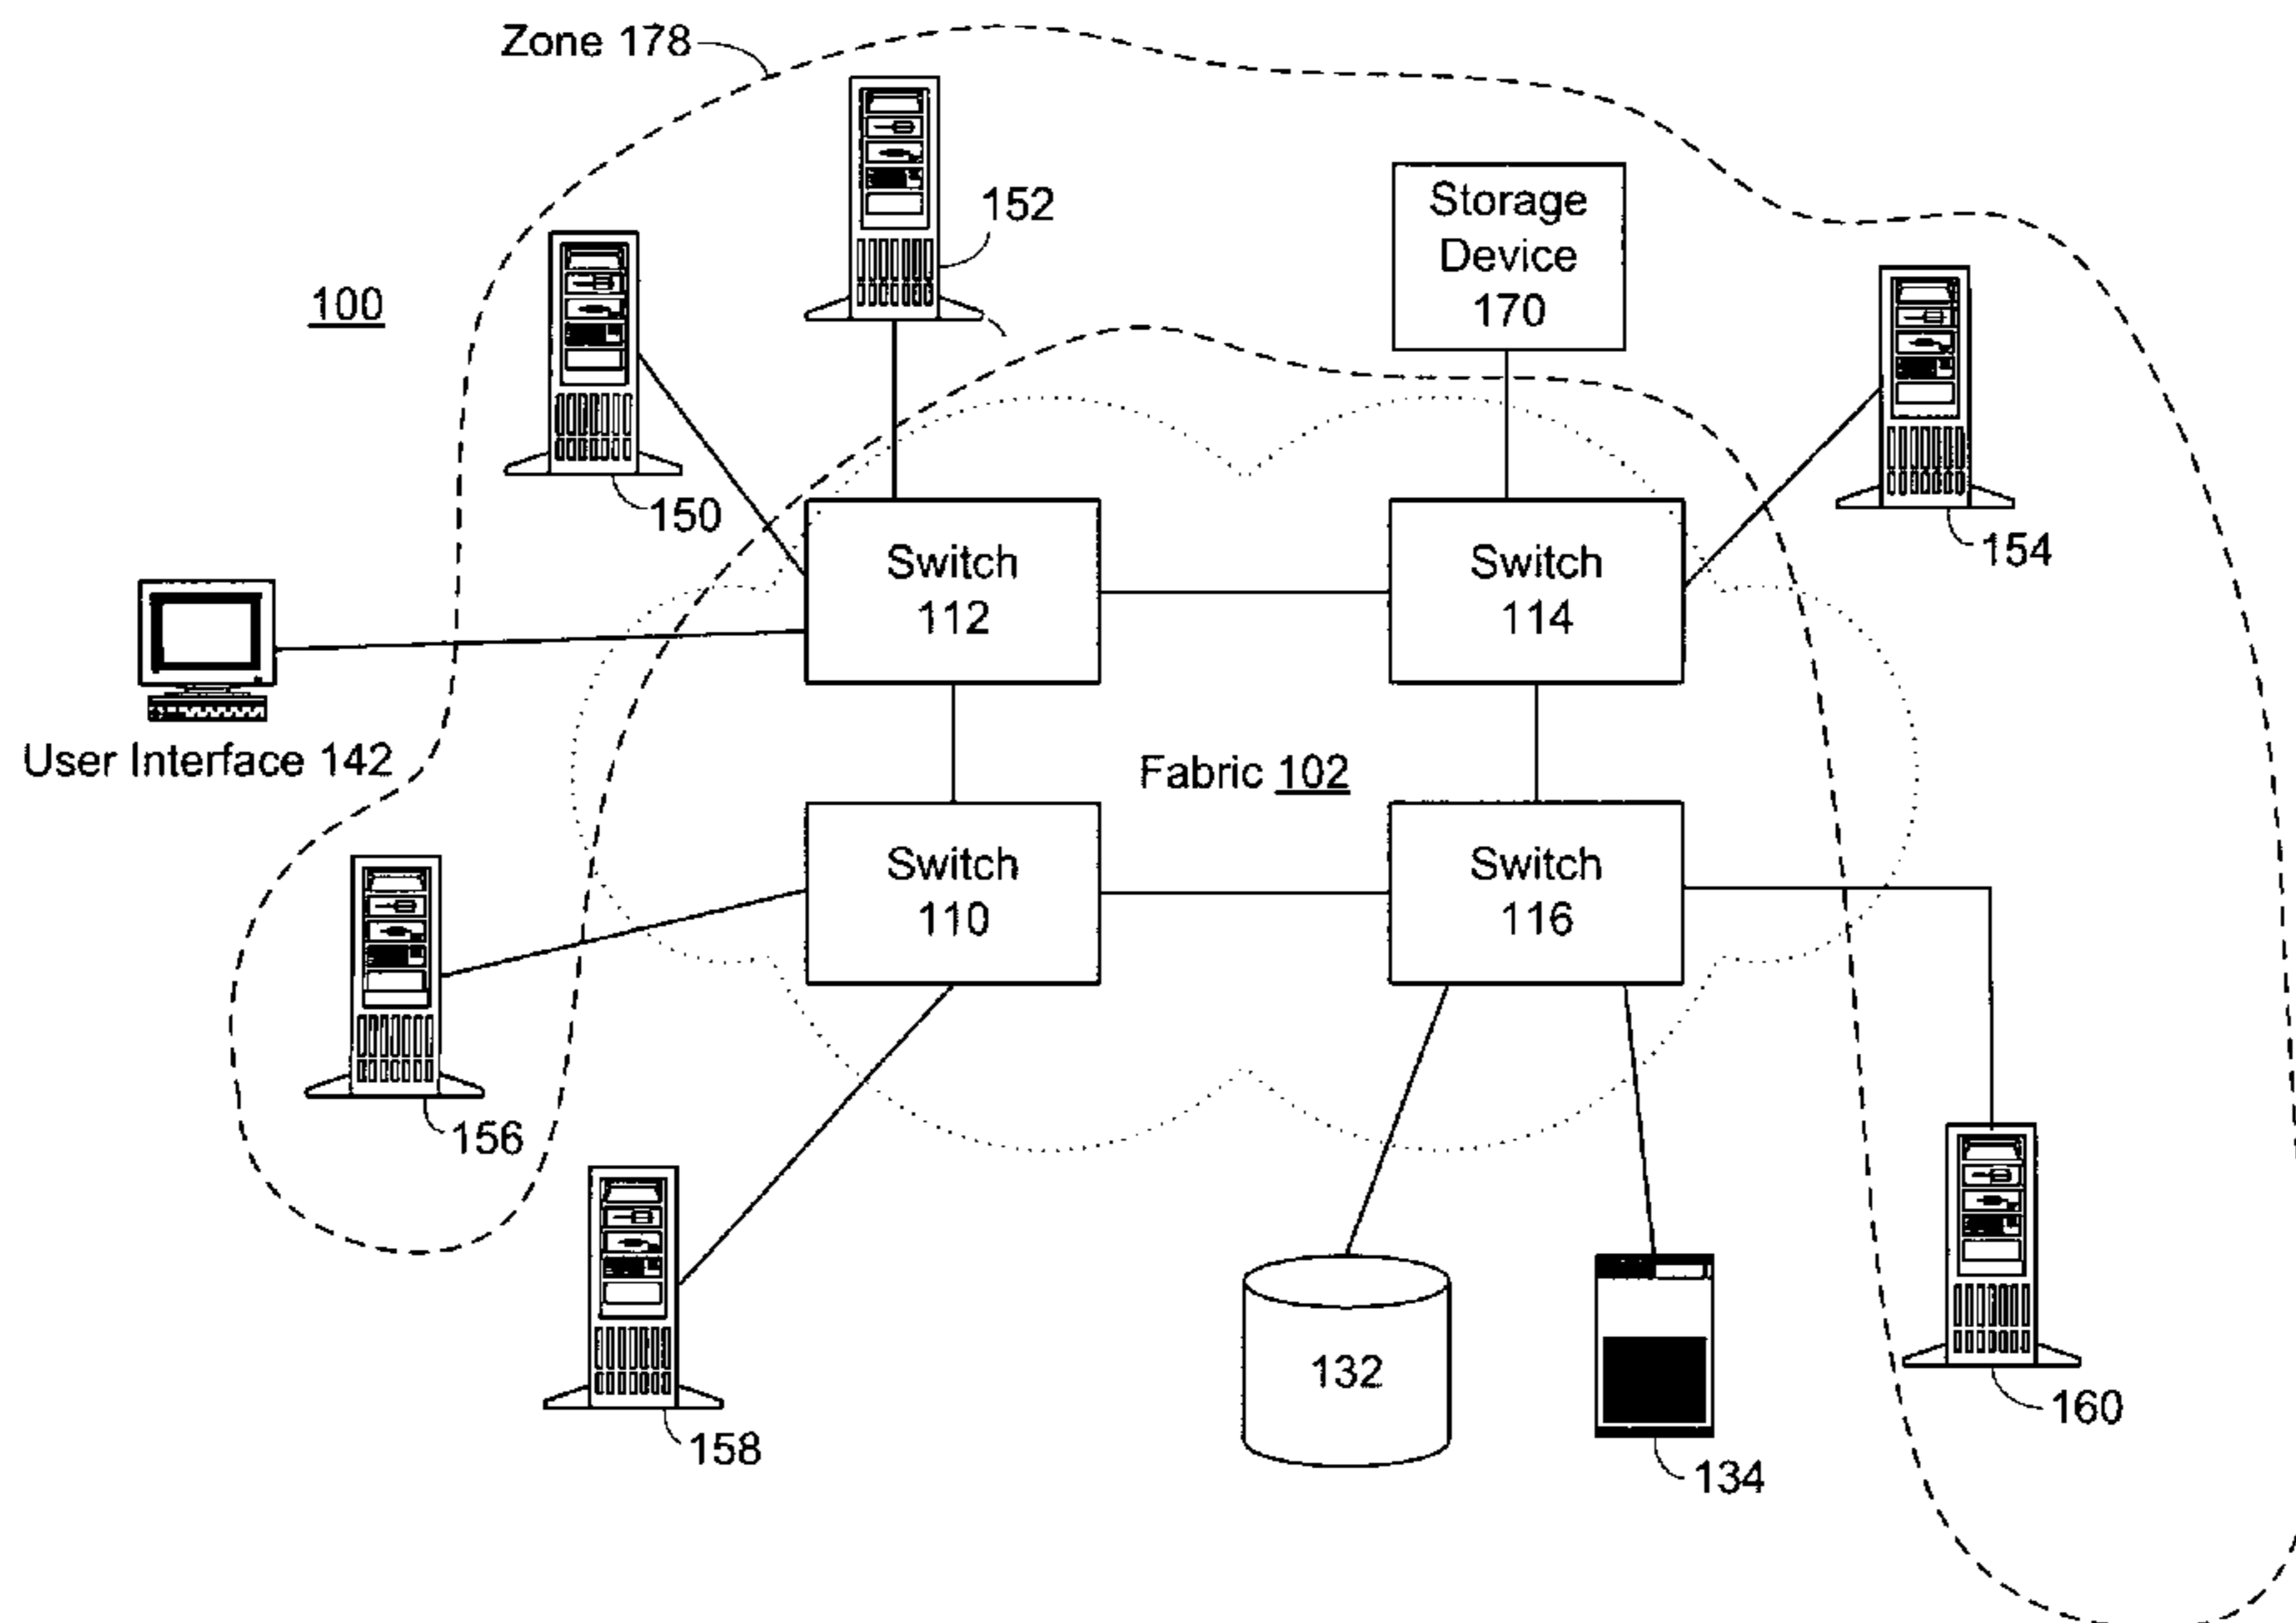 Zone 178
152
Storage
Device
170
100
150
154
Switch
112
Switch
114
User Interface 142
Fabric 102
Switch
110
Switch
116
156
158
132
134
160